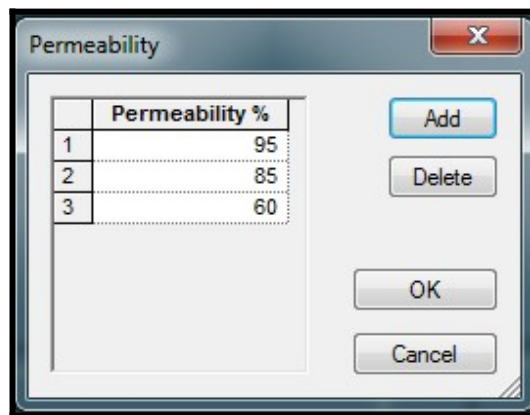 Permeability
X
Permeability %
Add
1 95
2 85
Delete
3 60
OK
Cancel